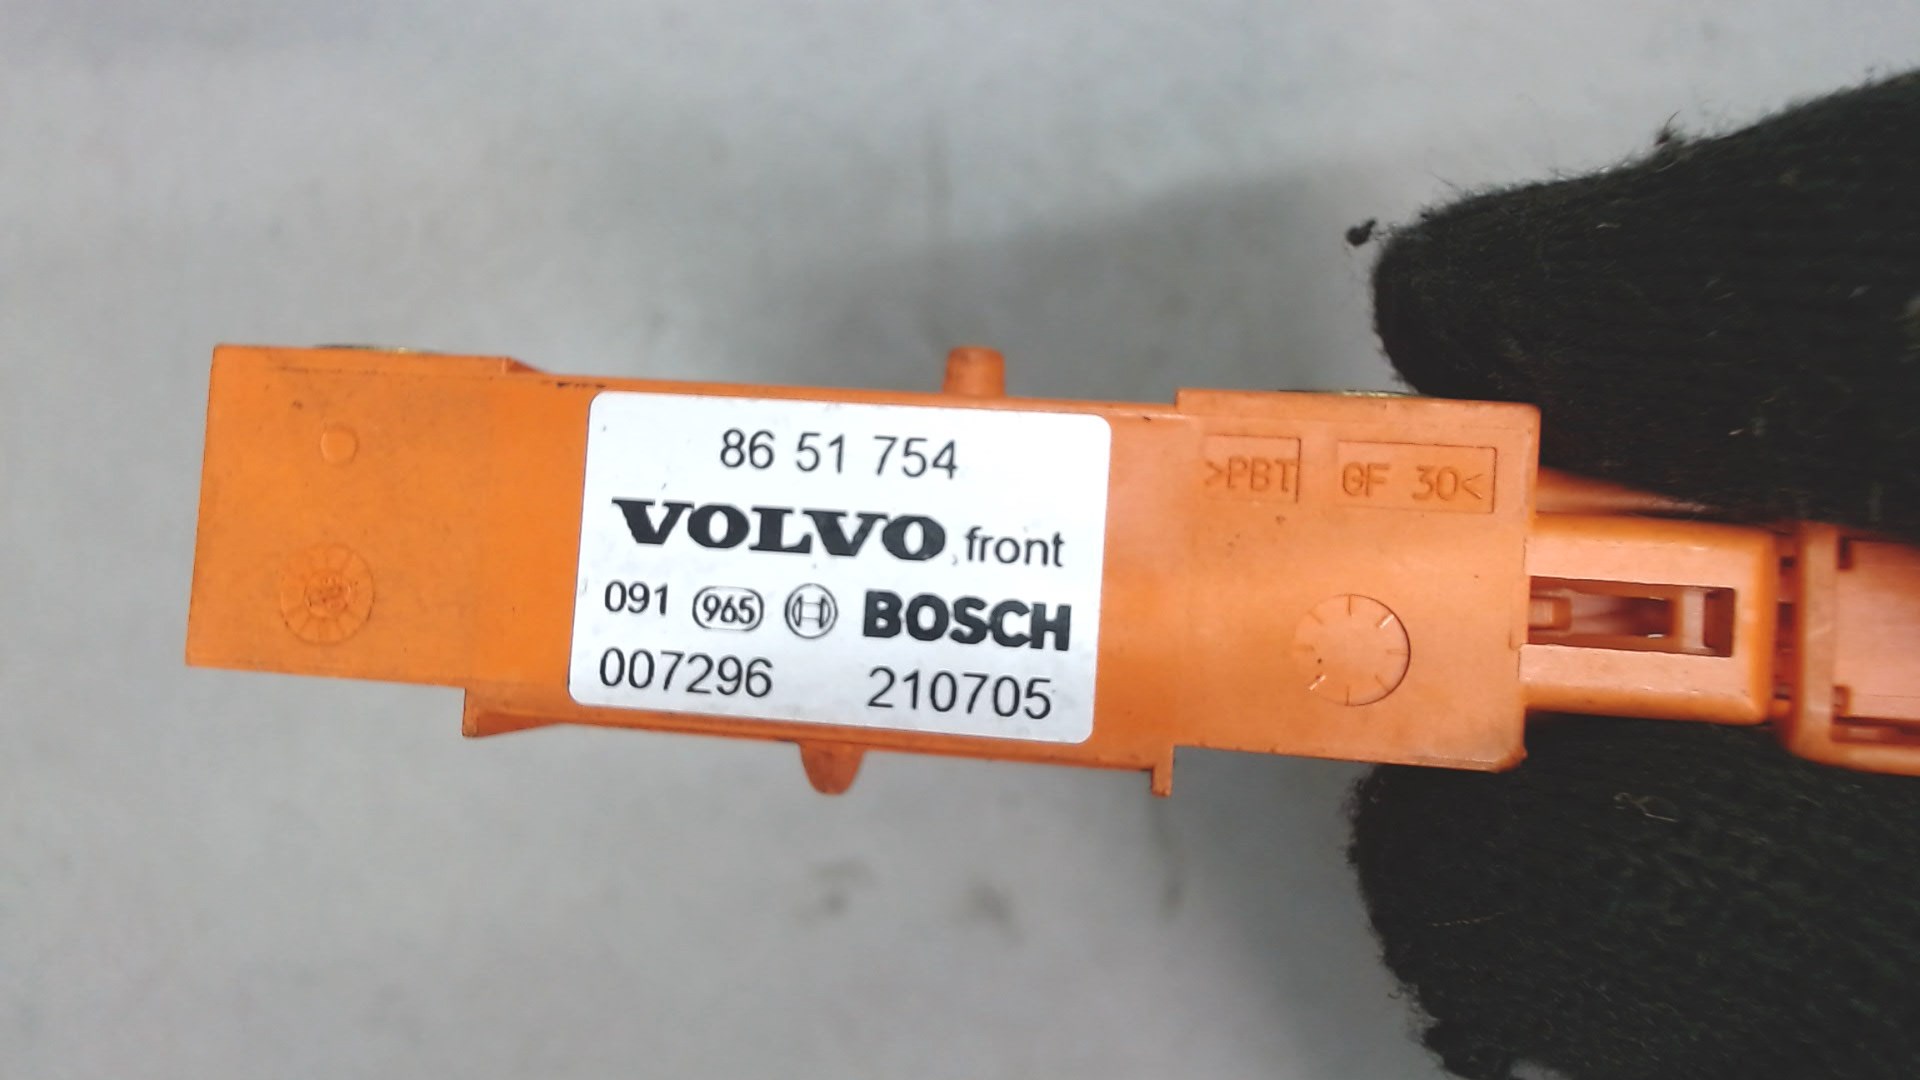 86 51 754
VOLVO front
091 965 BOSCH
007296 210705
>PBT GF 30<